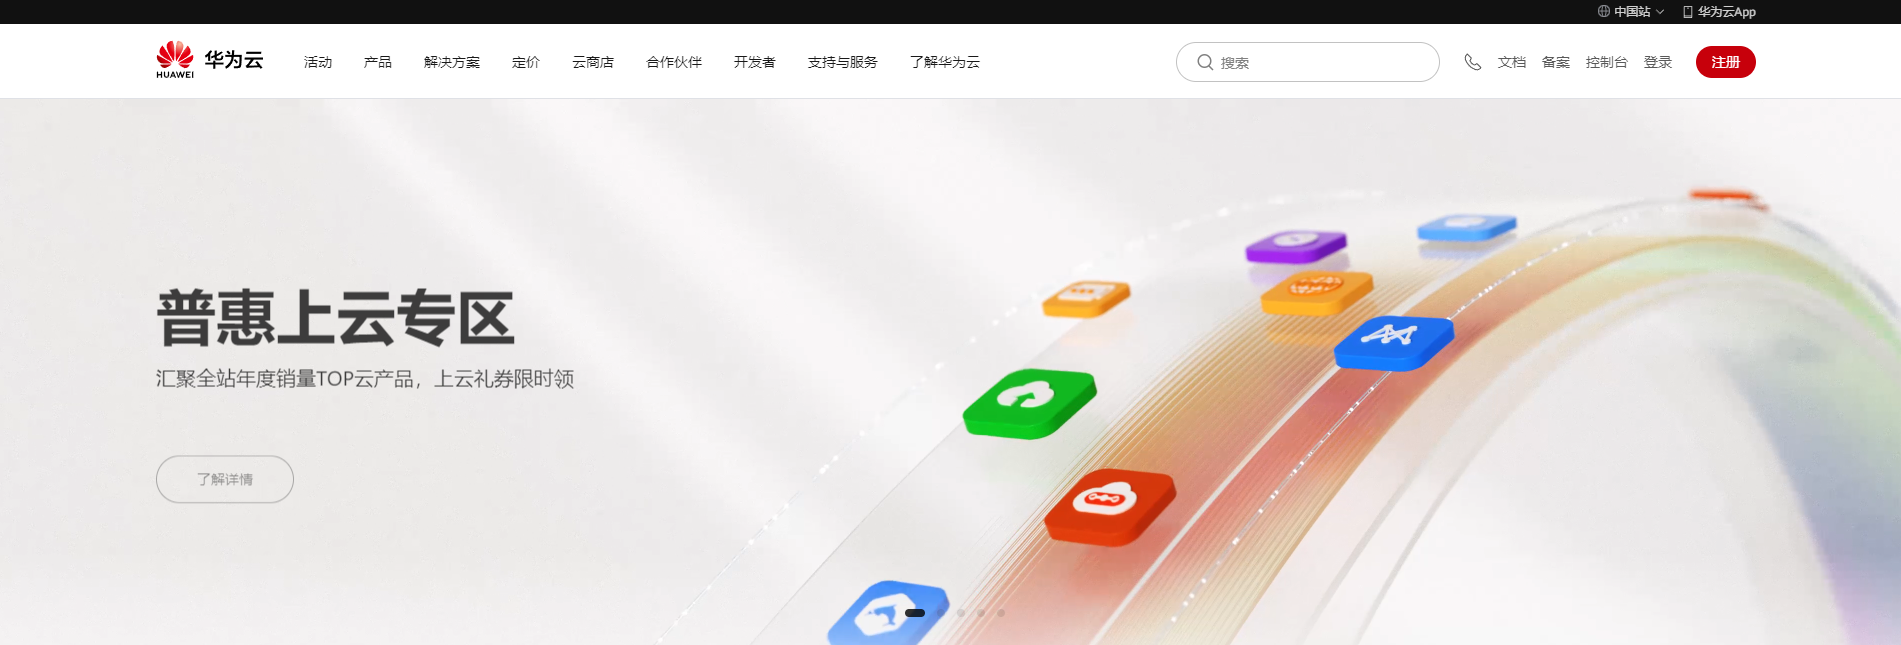 中国站 华为云App
HUAWEI 华为云 活动 产品 解决方案 定价 云商店 合作伙伴 开发者 支持与服务 了解华为云 搜索 文档 备案 控制台 登录 注册
普惠上云专区
汇聚全站年度销量TOP云产品，上云礼券限时领
了解详情